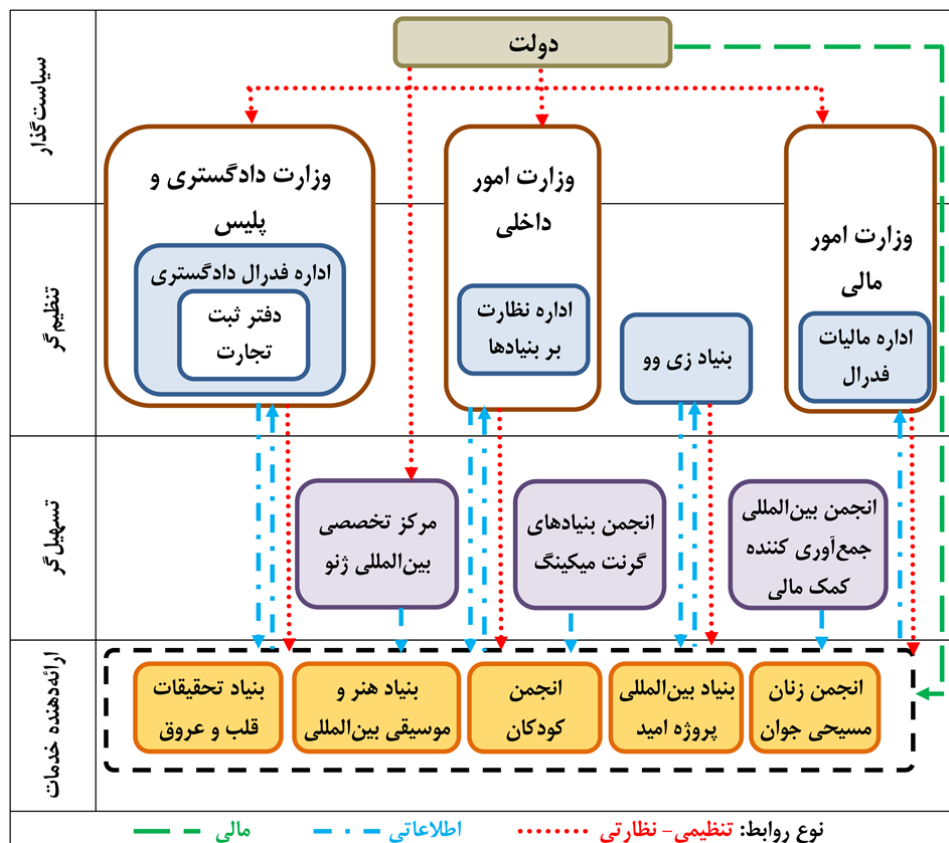 سیاست‌گذار
دولت
وزارت دادگستری و
پلیس
وزارت امور
داخلی
وزارت امور
مالی
تنظیم‌گر
اداره فدرال دادگستری
دفتر ثبت
تجارت
اداره نظارت
بر بنیادها
بنیاد زی وو
اداره مالیات
فدرال
تسهیل‌گر
مرکز تخصصی
بین‌المللی ژنو
انجمن بنیادهای
گرنت میکینگ
انجمن بین‌المللی
جمع‌آوری کننده
کمک مالی
ارائه‌دهنده خدمات
بنیاد تحقیقات
قلب و عروق
بنیاد هنر و
موسیقی بین‌المللی
انجمن
کودکان
بنیاد بین‌المللی
پروژه امید
انجمن زنان
مسیحی جوان
نوع روابط: تنظیمی- نظارتی اطلاعاتی مالی